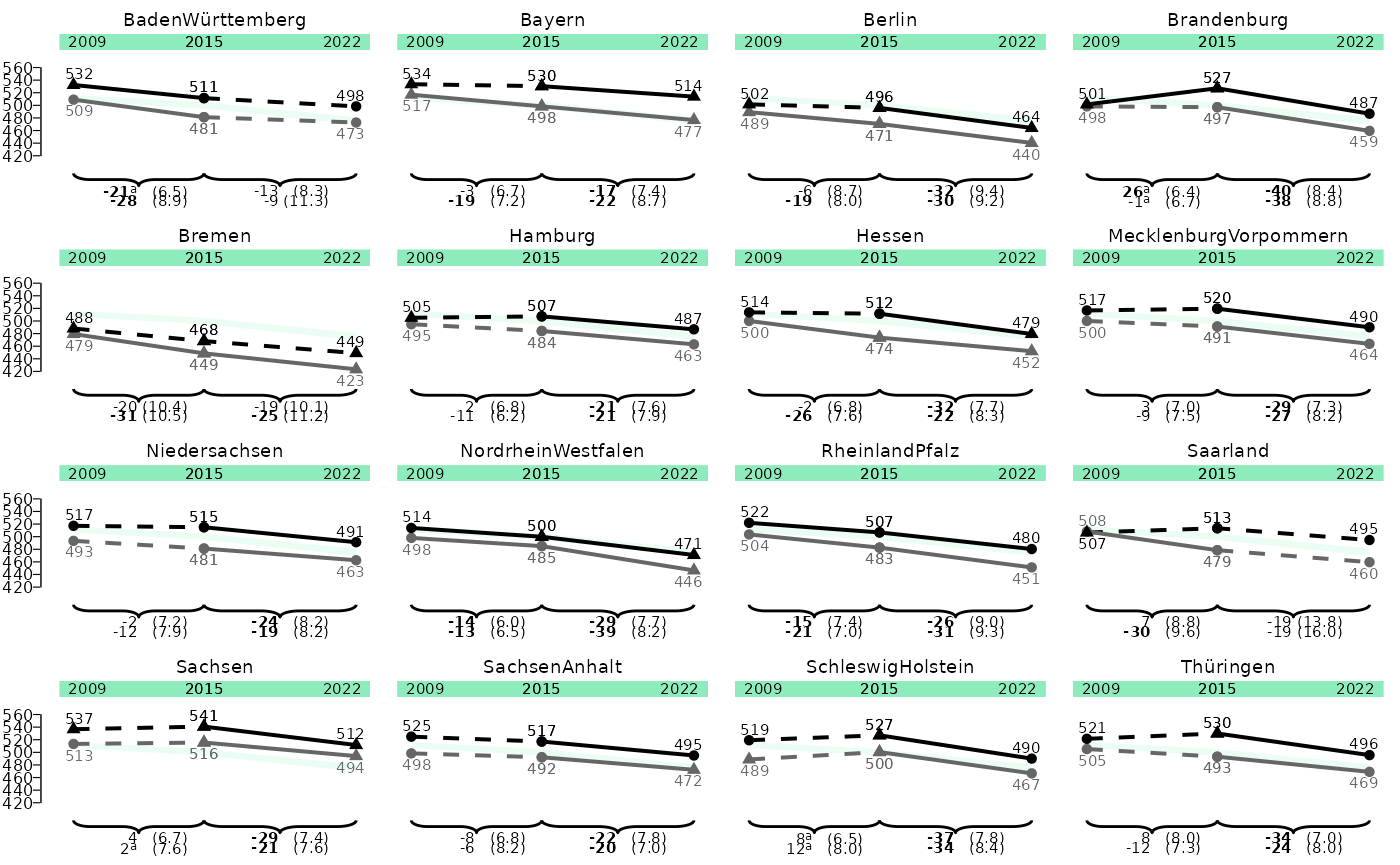 BadenWürttemberg Bayern Berlin Brandenburg
2009 2015 2022 2009 2015 2022 2009 2015 2022 2009 2015 2022
560
540
520
500
480
460
440
420
532 511 498
509 481 473
534 530 514
517 498 477
502 496 464
489 471 440
501 527 487
498 497 459
-21ª (6.5) -13 (8.3) -3 (6.7) -17 (7.4) -6 (8.7) -32 (9.4) 26ª (6.4) -40 (8.4)
-28 (8.9) -9 (11.3) -19 (7.2) -22 (8.7) -19 (8.0) -30 (9.2) -1ª (6.7) -38 (8.8)
Bremen Hamburg Hessen MecklenburgVorpommern
2009 2015 2022 2009 2015 2022 2009 2015 2022 2009 2015 2022
560
540
520
500
480
460
440
420
488 468 449
479 449 423
505 507 487
495 484 463
514 512 479
500 474 452
517 520 490
500 491 464
-20 (10.4) -19 (10.1) 2 (6.8) -21 (7.6) -2 (6.8) -32 (7.7) 3 (7.0) -29 (7.3)
-31 (10.5) -25 (11.2) -11 (6.2) -21 (7.9) -26 (7.6) -22 (8.3) -9 (7.5) -27 (8.2)
Niedersachsen NordrheinWestfalen RheinlandPfalz Saarland
2009 2015 2022 2009 2015 2022 2009 2015 2022 2009 2015 2022
560
540
520
500
480
460
440
420
517 515 491
493 481 463
514 500 471
498 485 446
522 507 480
504 483 451
508 513 495
507 479 460
-2 (7.2) -24 (8.2) -14 (6.0) -29 (7.7) -15 (7.4) -26 (9.0) 7 (8.8) -19 (13.8)
-12 (7.9) -19 (8.2) -13 (6.5) -39 (8.2) -21 (7.0) -31 (9.3) -30 (9.6) -19 (16.0)
Sachsen SachsenAnhalt SchleswigHolstein Thüringen
2009 2015 2022 2009 2015 2022 2009 2015 2022 2009 2015 2022
560
540
520
500
480
460
440
420
537 541 512
513 516 494
525 517 495
498 492 472
519 527 490
489 500 467
521 530 496
505 493 469
4 (6.7) -29 (7.4) -8 (6.8) -22 (7.8) 8ª (6.5) -37 (7.8) 8 (8.0) -34 (7.0)
2ª (7.6) -21 (7.6) -6 (8.2) -20 (7.0) 12ª (8.0) -34 (8.4) -12 (7.3) -24 (8.0)